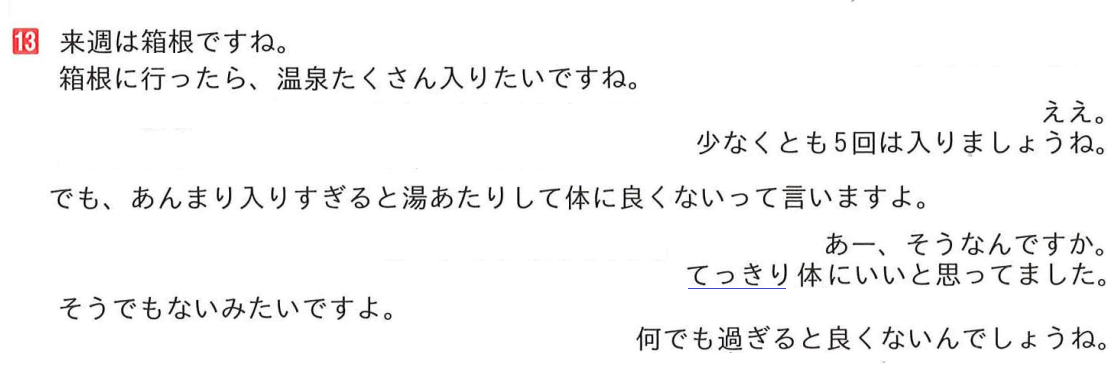 13 来週は箱根ですね。
箱根に行ったら、温泉たくさん入りたいですね。
ええ。
少なくとも5回は入りましょうね。
でも、あんまり入りすぎると湯あたりして体に良くないって言いますよ。
あー、そうなんですか。
てっきり体にいいと思ってました。
そうでもないみたいですよ。
何でも過ぎると良くないんでしょうね。